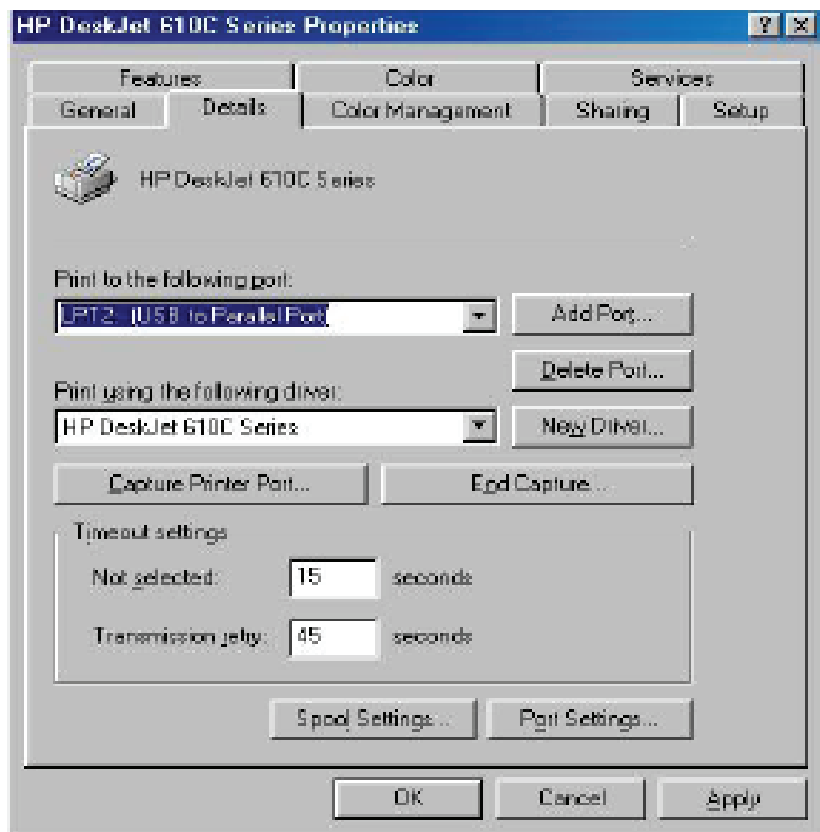 HP DeskJet 610C Series Properties
? X
Features Color Services
General Details Color Management Sharing Setup
HP DeskJet 610C Series
Print to the following port:
LPT2: (USB to Parallel Port) Add Port...
Delete Port...
Print using the following driver:
HP DeskJet 610C Series New Driver...
Capture Printer Port... End Capture...
Timeout settings
Not selected: 15 seconds
Transmission retry: 45 seconds
Spool Settings... Port Settings...
OK Cancel Apply